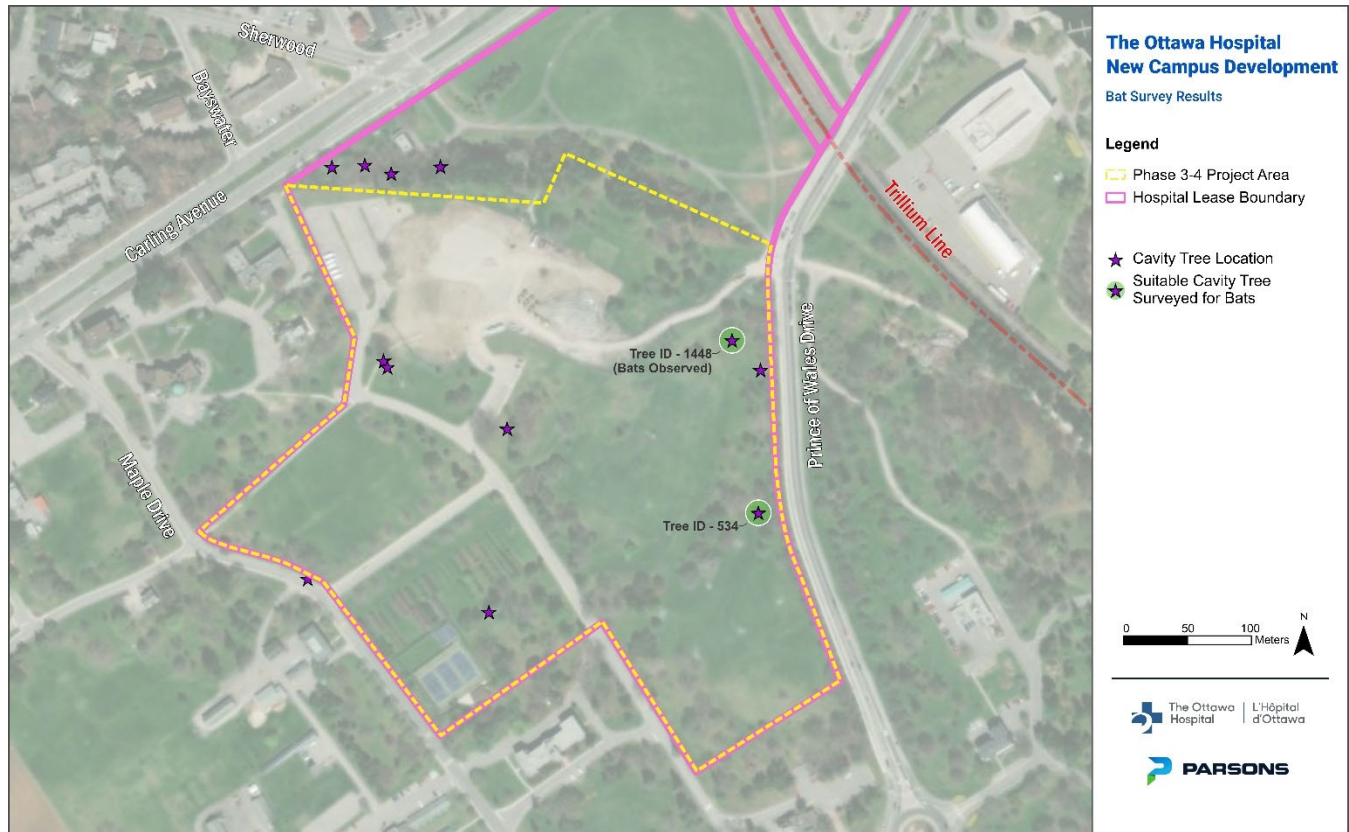 Sherwood
Bayswater
Carling Avenue
Trillium Line
Prince of Wales Drive
Tree ID - 1448
(Bats Observed)
Maple Drive
Tree ID - 534
The Ottawa Hospital
New Campus Development
Bat Survey Results
Legend
Phase 3-4 Project Area
Hospital Lease Boundary
Cavity Tree Location
Suitable Cavity Tree
Surveyed for Bats
0 50 100
Meters
N
The Ottawa
Hospital
L'Hôpital
d'Ottawa
PARSONS